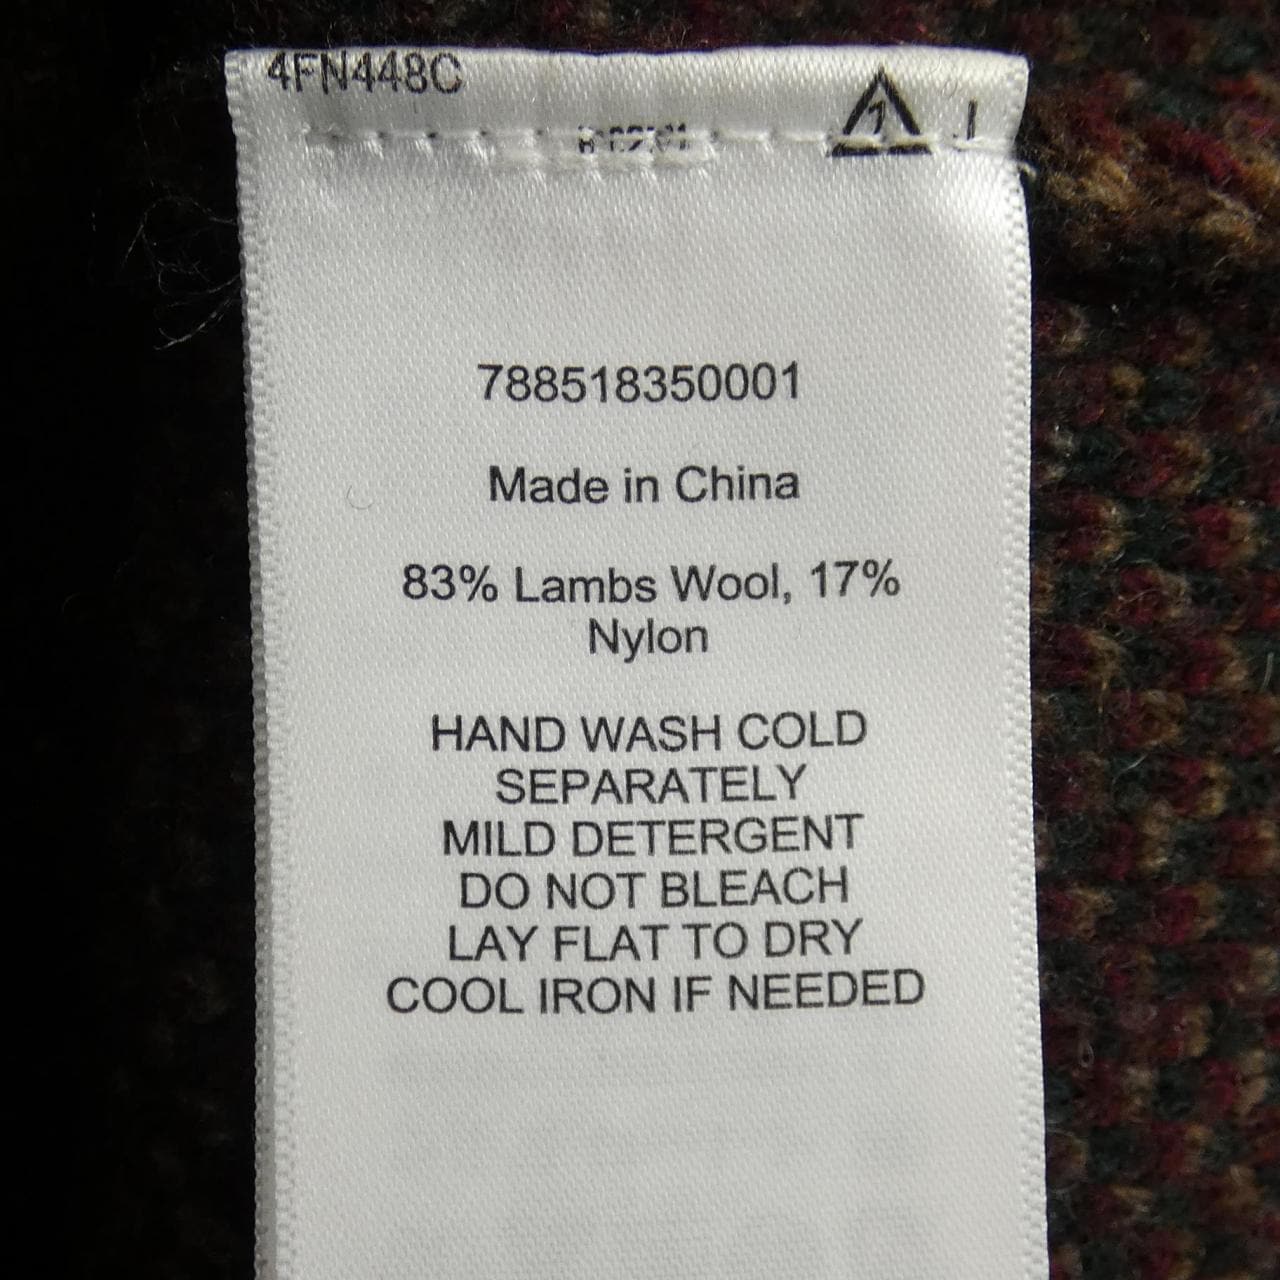 4FN448C
788518350001
Made in China
83% Lambs Wool, 17%
Nylon
HAND WASH COLD
SEPARATELY
MILD DETERGENT
DO NOT BLEACH
LAY FLAT TO DRY
COOL IRON IF NEEDED